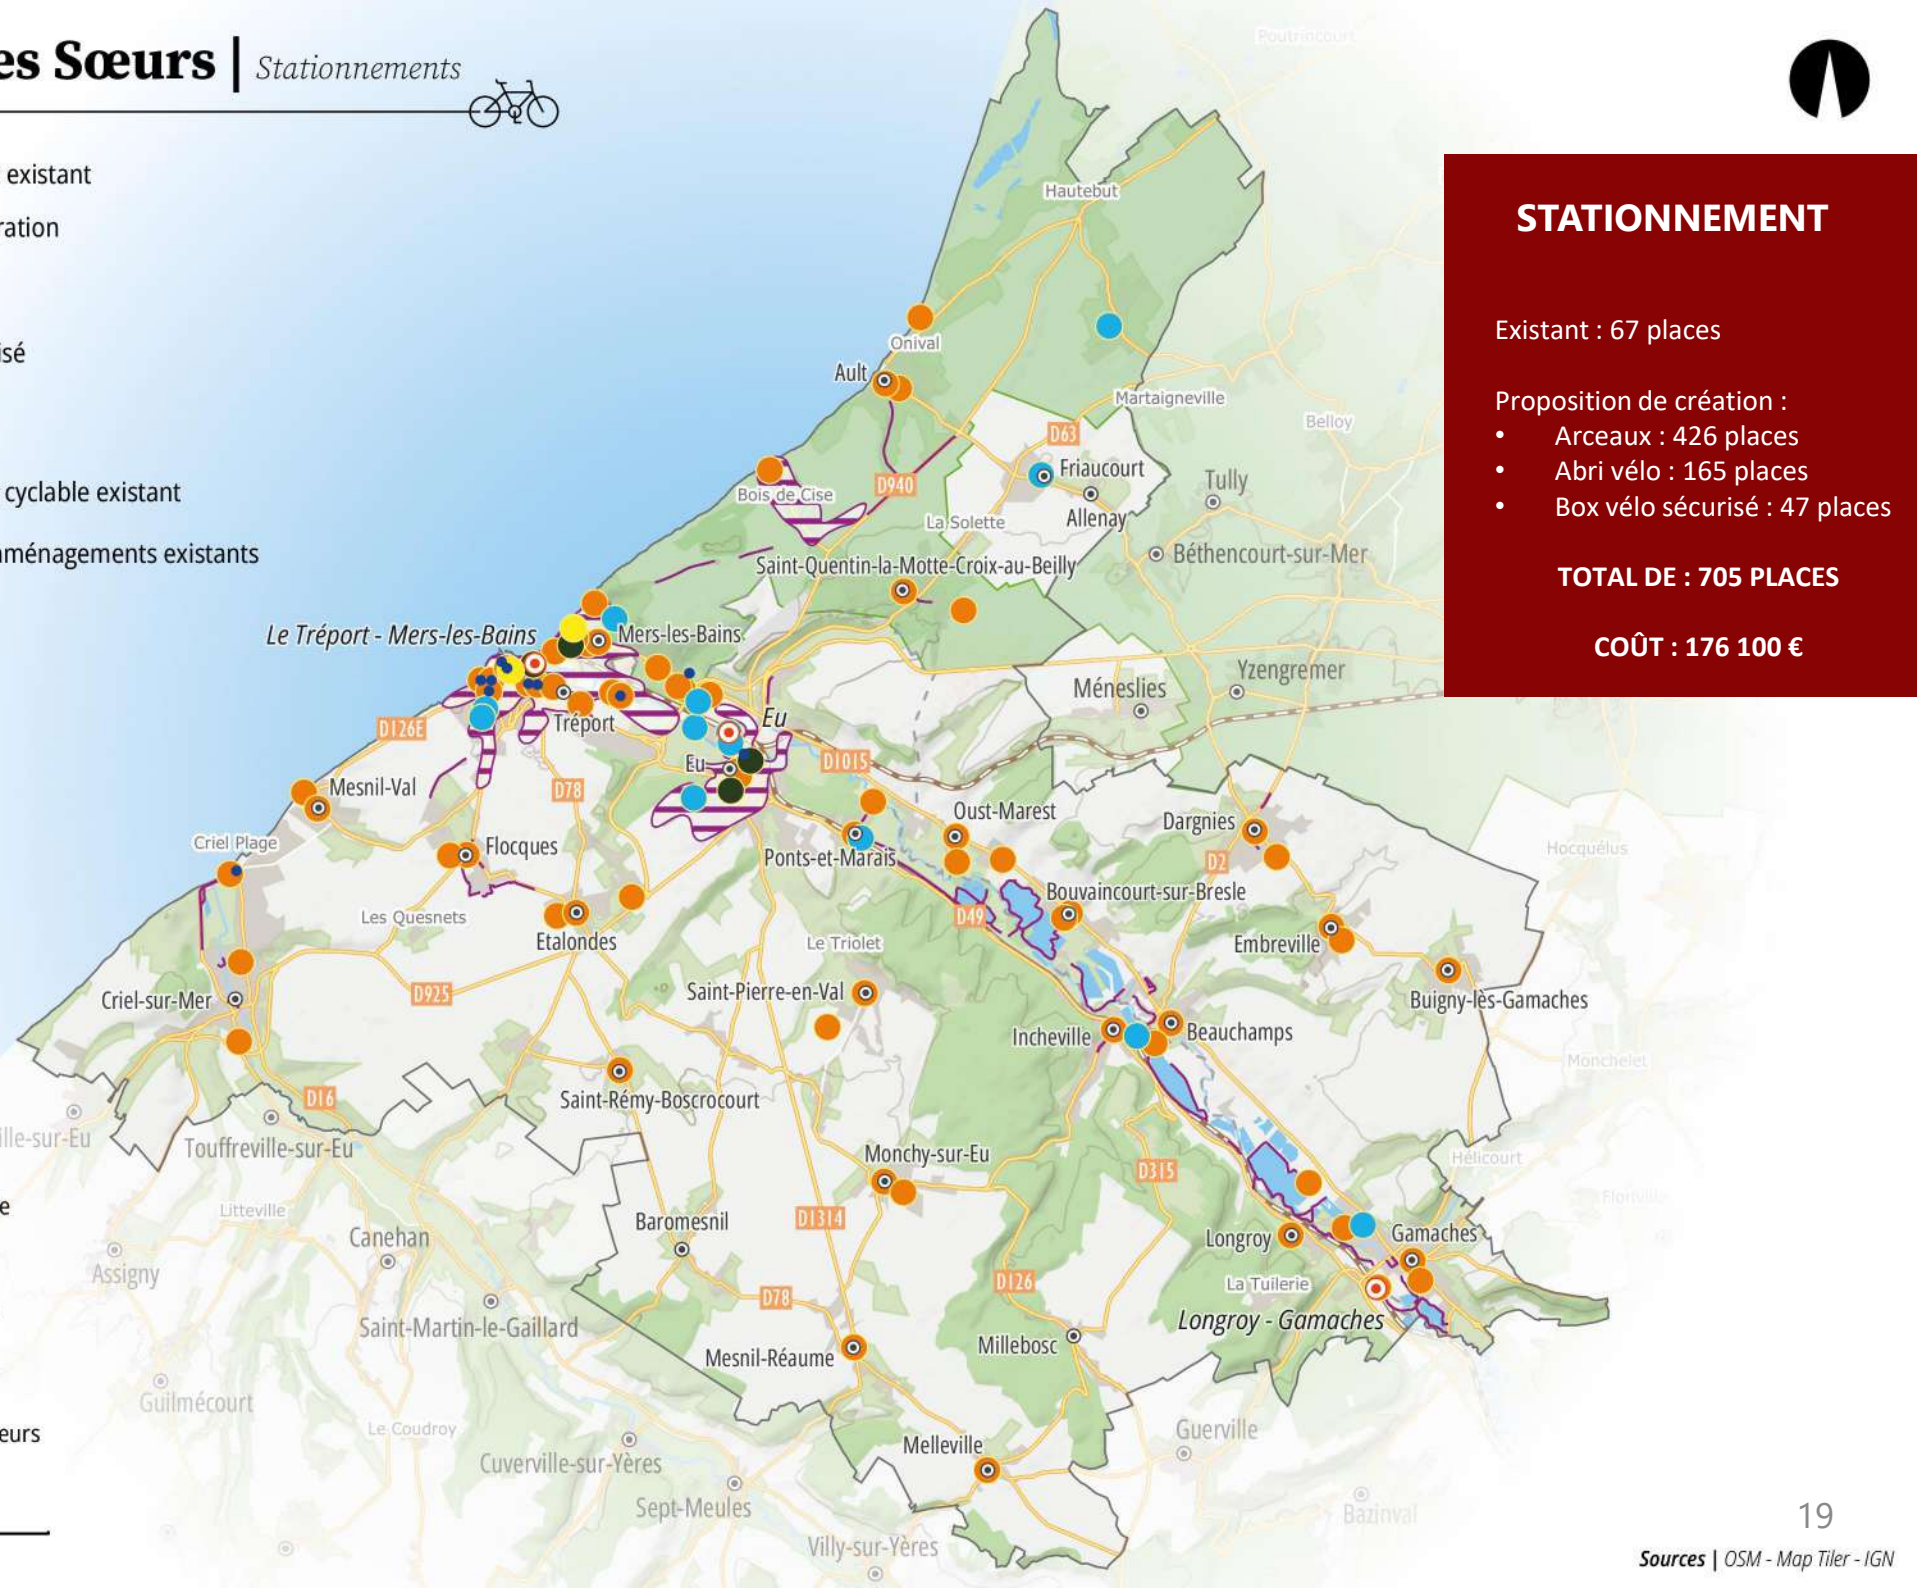 es Sœurs | Stationnements
existant
ration
isé
cyclable existant
ménagements existants
e
eurs
STATIONNEMENT
Existant : 67 places
Proposition de création :
• Arceaux : 426 places
• Abri vélo : 165 places
• Box vélo sécurisé : 47 places
TOTAL DE : 705 PLACES
COÛT : 176 100 €
Poutrincourt
Hautebut
Onival
Ault
Martaigneville
Belloy
D63
Friaucourt
Tully
Bois de Cise
D940
La Solette
Allenay
Béthencourt-sur-Mer
Saint-Quentin-la-Motte-Croix-au-Beilly
Le Tréport - Mers-les-Bains
Mers-les-Bains
Yzengremer
Méneslies
Tréport
Eu
D126E
Eu
D1015
Mesnil-Val
D78
Oust-Marest
Dargnies
Criel Plage
Flocques
Ponts-et-Marais
D2
Hocquélus
Bouvaincourt-sur-Bresle
Les Quesnets
D49
Etalondes
Le Triolet
Embreville
Criel-sur-Mer
D925
Saint-Pierre-en-Val
Buigny-lès-Gamaches
Incheville
Beauchamps
Monchelet
D16
Saint-Rémy-Boscrocourt
ille-sur-Eu
Touffreville-sur-Eu
Monchy-sur-Eu
D315
Hélicourt
Litteville
Baromesnil
D1314
Floriville
Canehan
Longroy
Gamaches
Assigny
D126
La Tuilerie
D78
Saint-Martin-le-Gaillard
Longroy - Gamaches
Mesnil-Réaume
Millebosc
Guilmécourt
Le Coudroy
Guerville
Melleville
Cuverville-sur-Yères
Sept-Meules
Bazinval
Villy-sur-Yères
19
Sources | OSM - Map Tiler - IGN